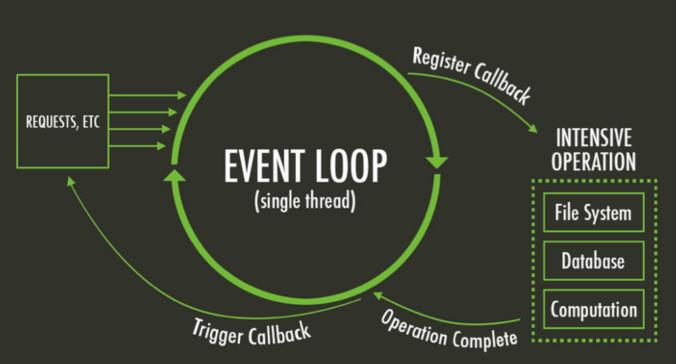 REQUESTS, ETC
EVENT LOOP
(single thread)
Register Callback
INTENSIVE
OPERATION
File System
Database
Computation
Operation Complete
Trigger Callback